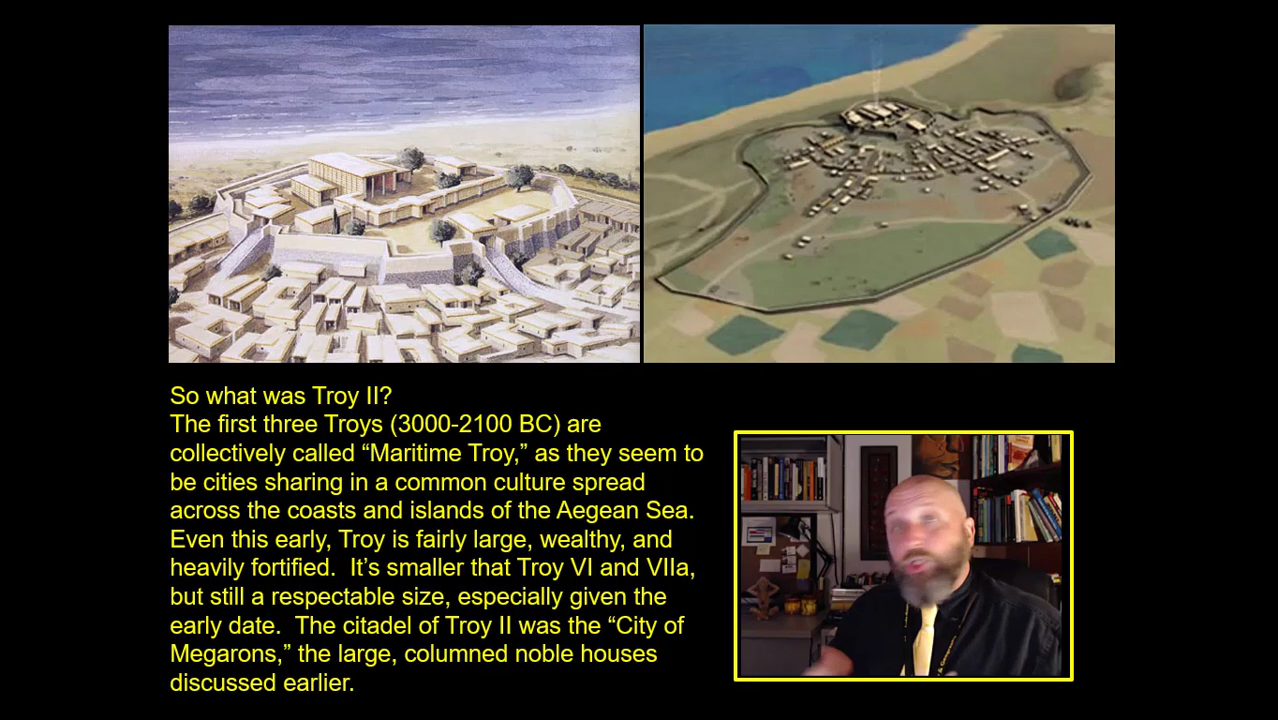 So what was Troy II?
The first three Troys (3000-2100 BC) are
collectively called “Maritime Troy,” as they seem to
be cities sharing in a common culture spread
across the coasts and islands of the Aegean Sea.
Even this early, Troy is fairly large, wealthy, and
heavily fortified.  It’s smaller that Troy VI and VIIa,
but still a respectable size, especially given the
early date.  The citadel of Troy II was the “City of
Megarons,” the large, columned noble houses
discussed earlier.